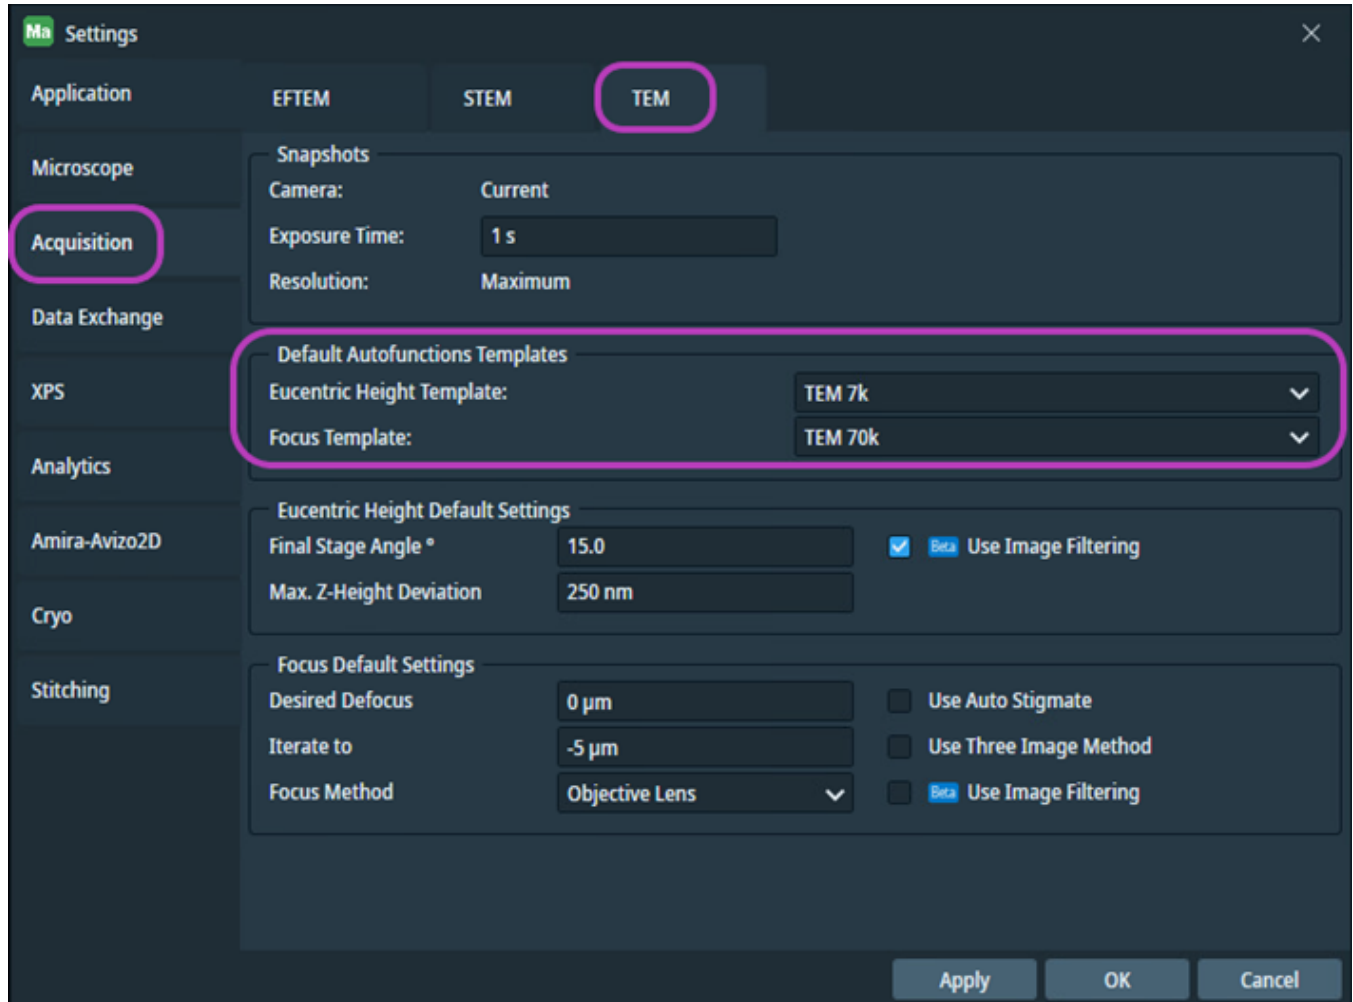 Ma Settings
Application
Microscope
Acquisition
Data Exchange
XPS
Analytics
Amira-Avizo2D
Cryo
Stitching
EFTEM STEM TEM
Snapshots
Camera: Current
Exposure Time: 1 s
Resolution: Maximum
Default Autofunctions Templates
Eucentric Height Template: TEM 7k
Focus Template: TEM 70k
Eucentric Height Default Settings
Final Stage Angle ° 15.0 Beta Use Image Filtering
Max. Z-Height Deviation 250 nm
Focus Default Settings
Desired Defocus 0 µm Use Auto Stigmate
Iterate to -5 µm Use Three Image Method
Focus Method Objective Lens Beta Use Image Filtering
Apply OK Cancel